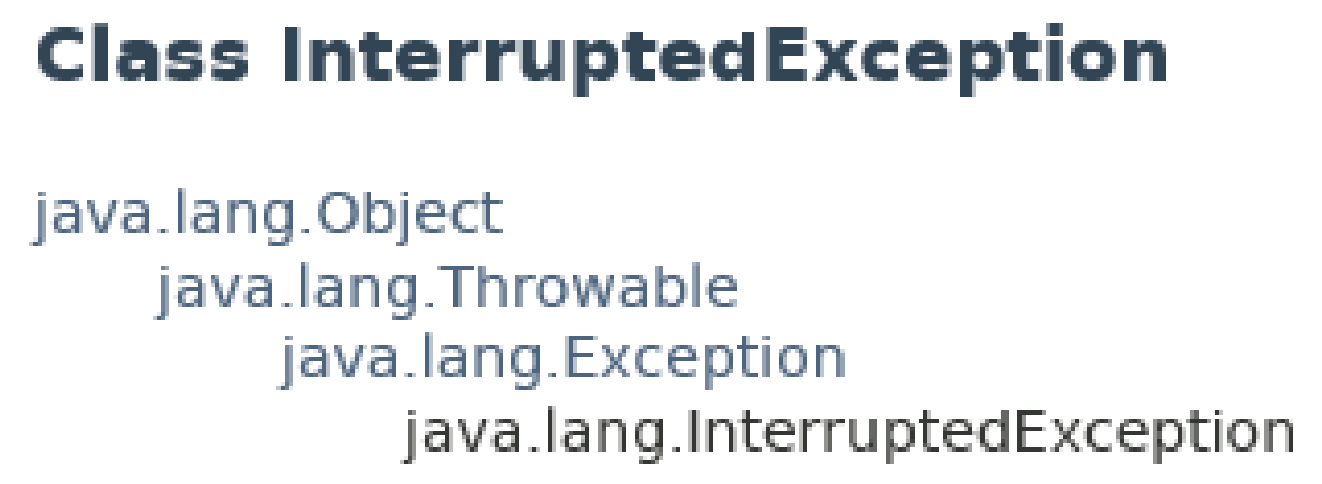 Class InterruptedException
java.lang.Object
java.lang.Throwable
java.lang.Exception
java.lang.InterruptedException